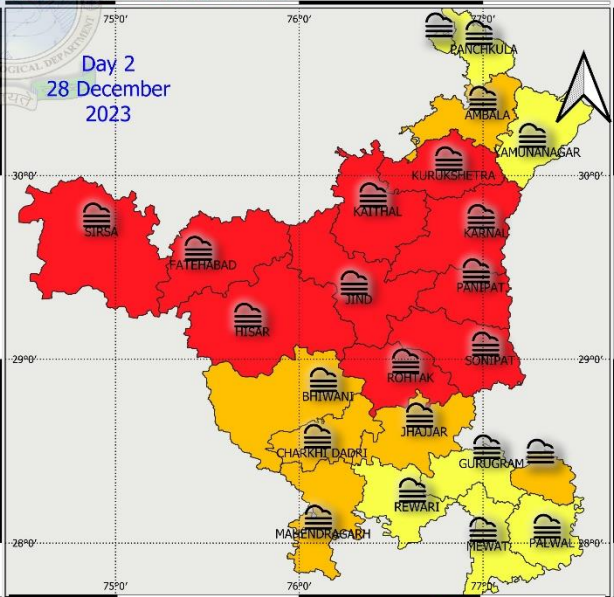 75°0'
76°0'
77°0'
OLOGICAL DEPARTMENT
Day 2
28 December
2023
PANCHKULA
AMBALA
YAMUNANAGAR
30°0'
30°0'
KURUKSHETRA
KAITHAL
SIRSA
KARNAL
FATEHABAD
PANIPAT
JIND
HISAR
29°0'
SONIPAT
29°0'
ROHTAK
BHIWANI
JHAJJAR
CHARKHI DADRI
GURUGRAM
REWARI
MAHENDRAGARH
28°0'
MEWAT
PALWAL
28°0'
75°0'
76°0'
77°0'